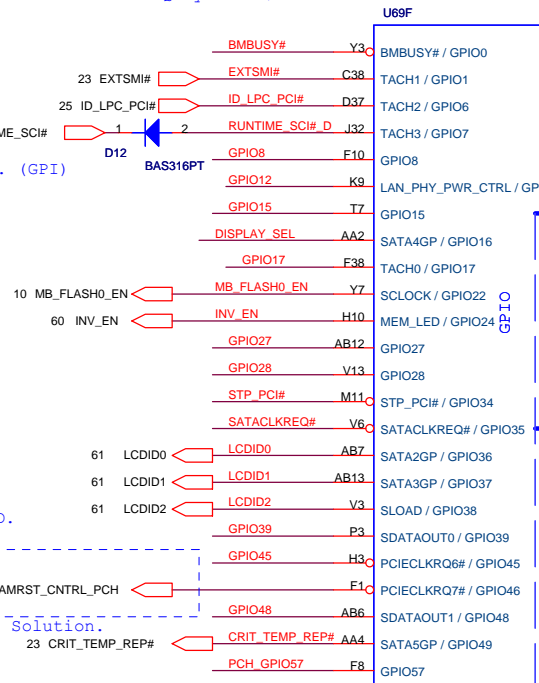 U69F
BMBUSY# Y3 BMBUSY# / GPIO0
23 EXTSMI# EXTSMI# C38 TACH1 / GPIO1
25 ID_LPC_PCI# ID_LPC_PCI# D37 TACH2 / GPIO6
ME_SCI# 1 2 RUNTIME_SCI#_D J32 TACH3 / GPIO7
D12 BAS316PT
GPIO8 F10 GPIO8
. (GPI)
GPIO12 K9 LAN_PHY_PWR_CTRL / GP
GPIO15 T7 GPIO15
DISPLAY_SEL AA2 SATA4GP / GPIO16
GPIO17 F38 TACH0 / GPIO17
10 MB_FLASH0_EN MB_FLASH0_EN Y7 SCLOCK / GPIO22
60 INV_EN INV_EN H10 MEM_LED / GPIO24
GPIO
GPIO27 AB12 GPIO27
GPIO28 V13 GPIO28
STP_PCI# M11 STP_PCI# / GPIO34
SATACLKREQ# V6 SATACLKREQ# / GPIO35
61 LCDID0 LCDID0 AB7 SATA2GP / GPIO36
61 LCDID1 LCDID1 AB13 SATA3GP / GPIO37
61 LCDID2 LCDID2 V3 SLOAD / GPIO38
GPIO39 P3 SDATAOUT0 / GPIO39
GPIO45 H3 PCIECLKRQ6# / GPIO45
AMRST_CNTRL_PCH F1 PCIECLKRQ7# / GPIO46
GPIO48 AB6 SDATAOUT1 / GPIO48
Solution.
23 CRIT_TEMP_REP# CRIT_TEMP_REP# AA4 SATA5GP / GPIO49
PCH_GPIO57 F8 GPIO57